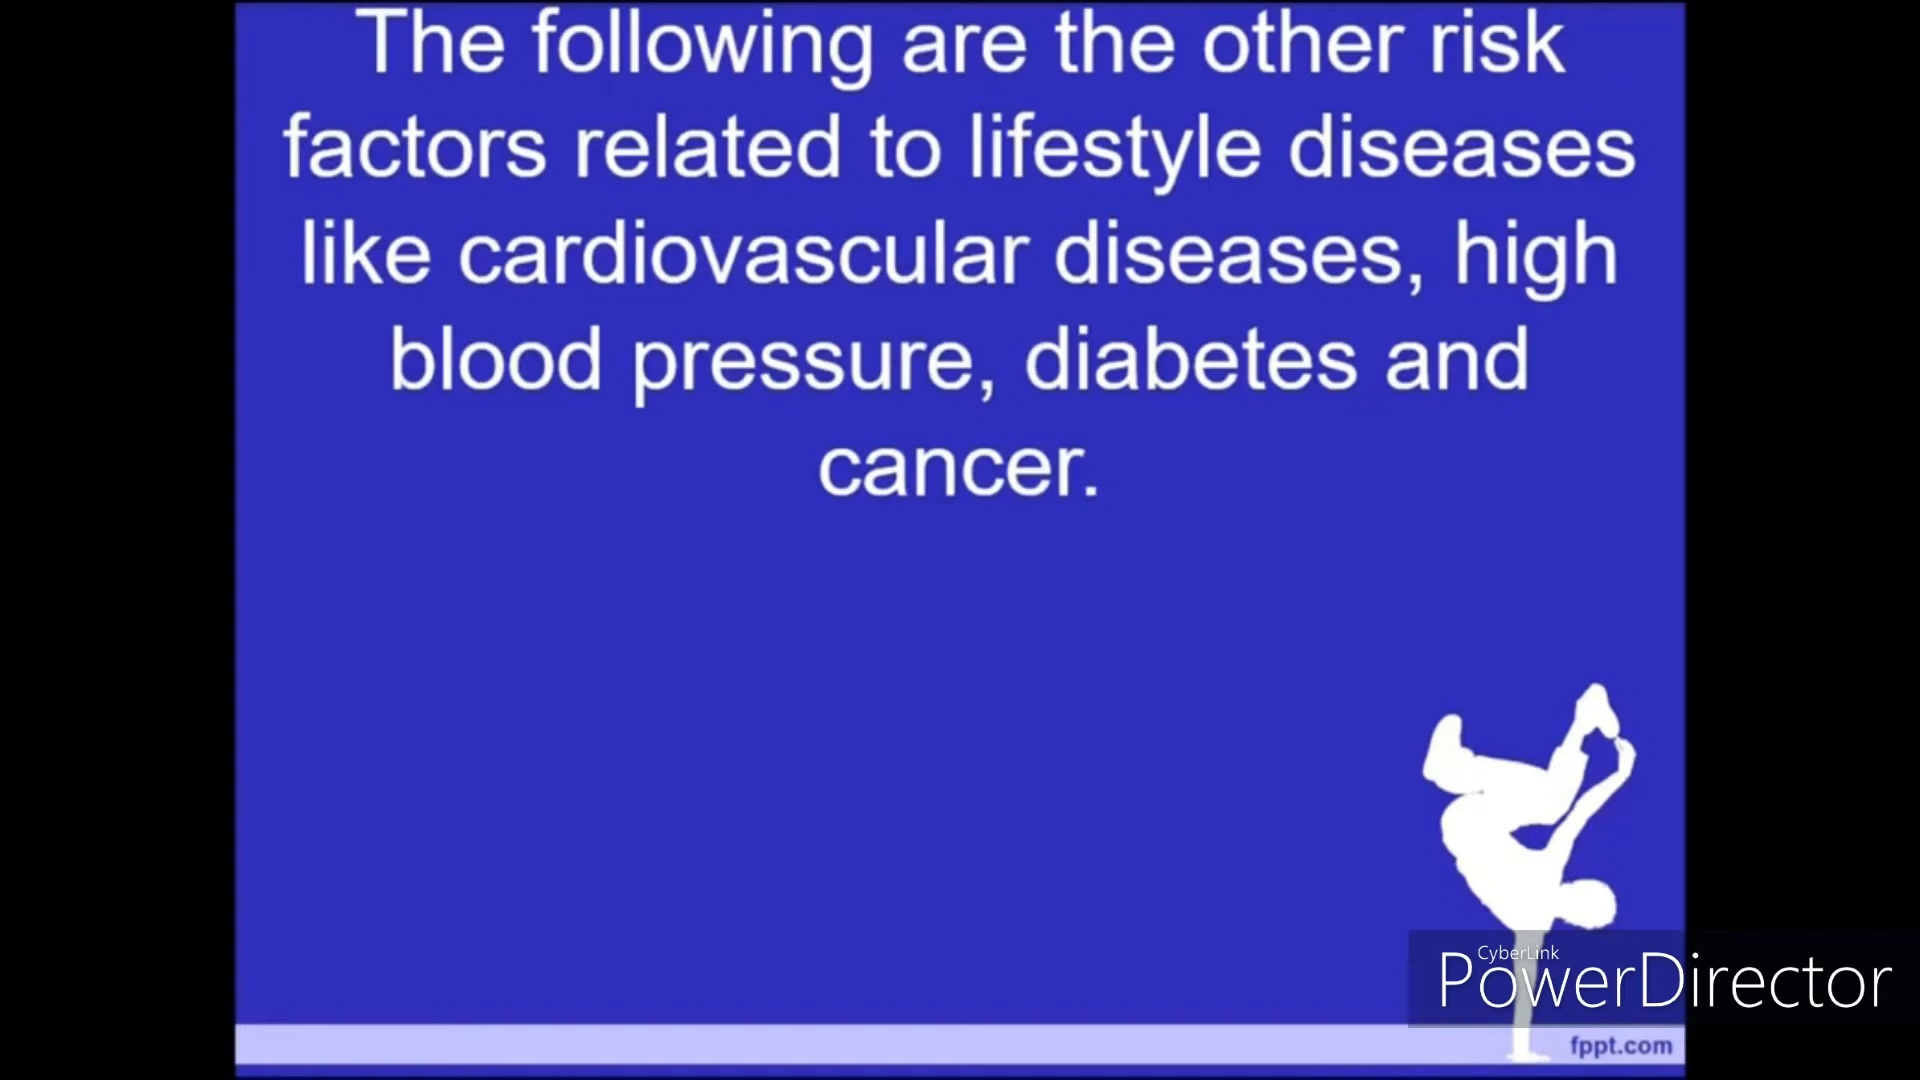 The following are the other risk
factors related to lifestyle diseases
like cardiovascular diseases, high
blood pressure, diabetes and
cancer.
CyberLink
PowerDirector
fppt.com